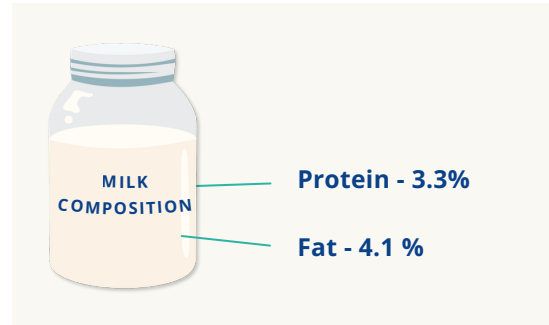 MILK
COMPOSITION
Protein - 3.3%
Fat - 4.1 %